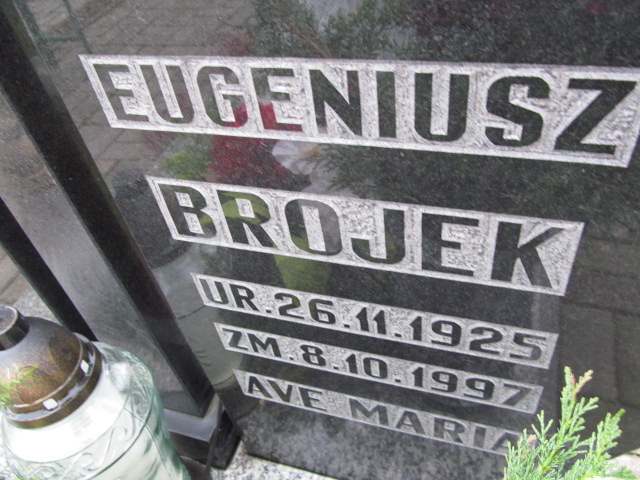 EUGENIUSZ
BROJEK
UR.26.11.1925
ZM.8.10.1997
AVE MARIA